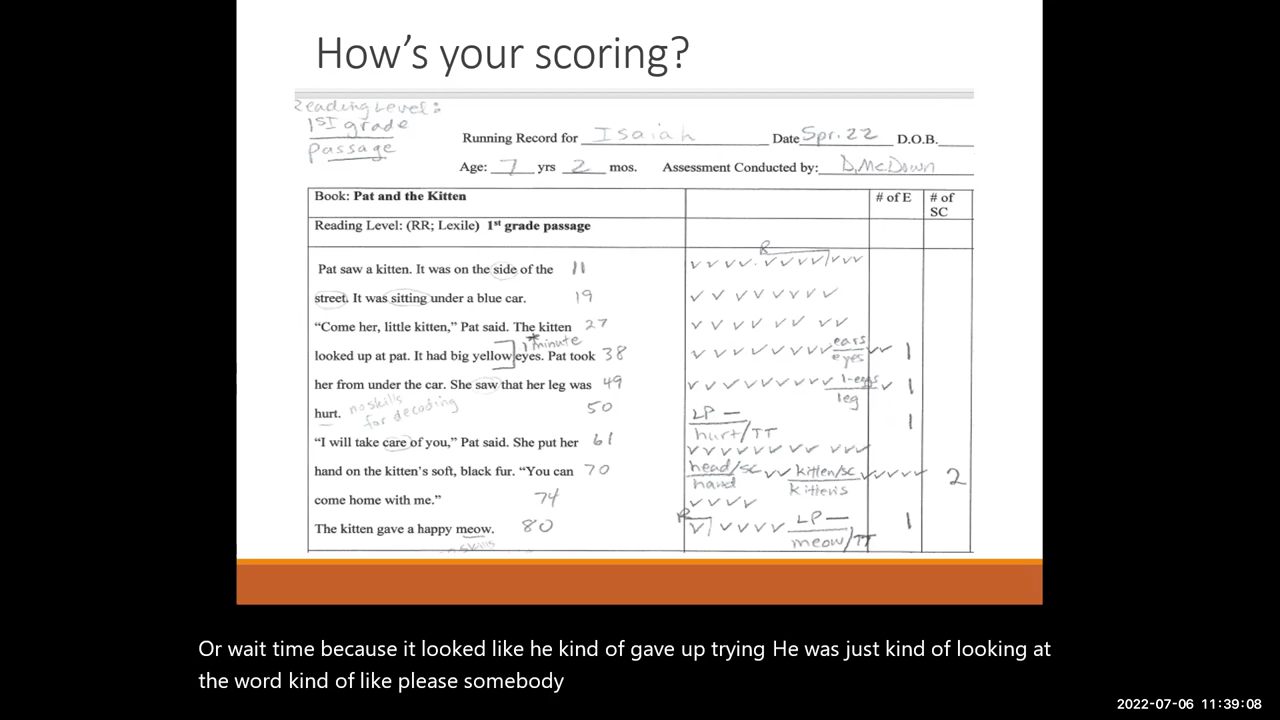 How's your scoring?
Reading Level:
1ST grade
passage
Running Record for Isaiah Date Spr. 22 D.O.B.
Age: 7 yrs 2 mos. Assessment Conducted by: D. McDown
Book: Pat and the Kitten # of E # of SC
Reading Level: (RR; Lexile) 1st grade passage
R
Pat saw a kitten. It was on the side of the 11 ✓✓✓✓ ✓✓✓✓ ✓✓✓
street. It was sitting under a blue car. 19 ✓✓✓✓✓✓✓✓
"Come her, little kitten," Pat said. The kitten 27 ✓✓✓✓✓✓✓✓
1 minute
looked up at pat. It had big yellow] eyes. Pat took 38 ✓✓✓✓✓✓✓✓ ears/eyes ✓✓ 1
her from under the car. She saw that her leg was 49 ✓✓✓✓✓✓✓✓✓ leg ✓ 1
hurt. no skills for decoding 50 LP — hurt/TT 1
"I will take care of you," Pat said. She put her 61 ✓✓✓✓✓✓✓✓✓✓✓
hand on the kitten's soft, black fur. "You can 70 head/SC hand ✓✓ kitten/SC kitten's ✓✓✓✓✓ 2
come home with me." 74 ✓✓✓✓
The kitten gave a happy meow. 80 R ✓ ✓✓✓✓ LP — meow/TT 1
skills
Or wait time because it looked like he kind of gave up trying He was just kind of looking at
the word kind of like please somebody
2022-07-06 11:39:08